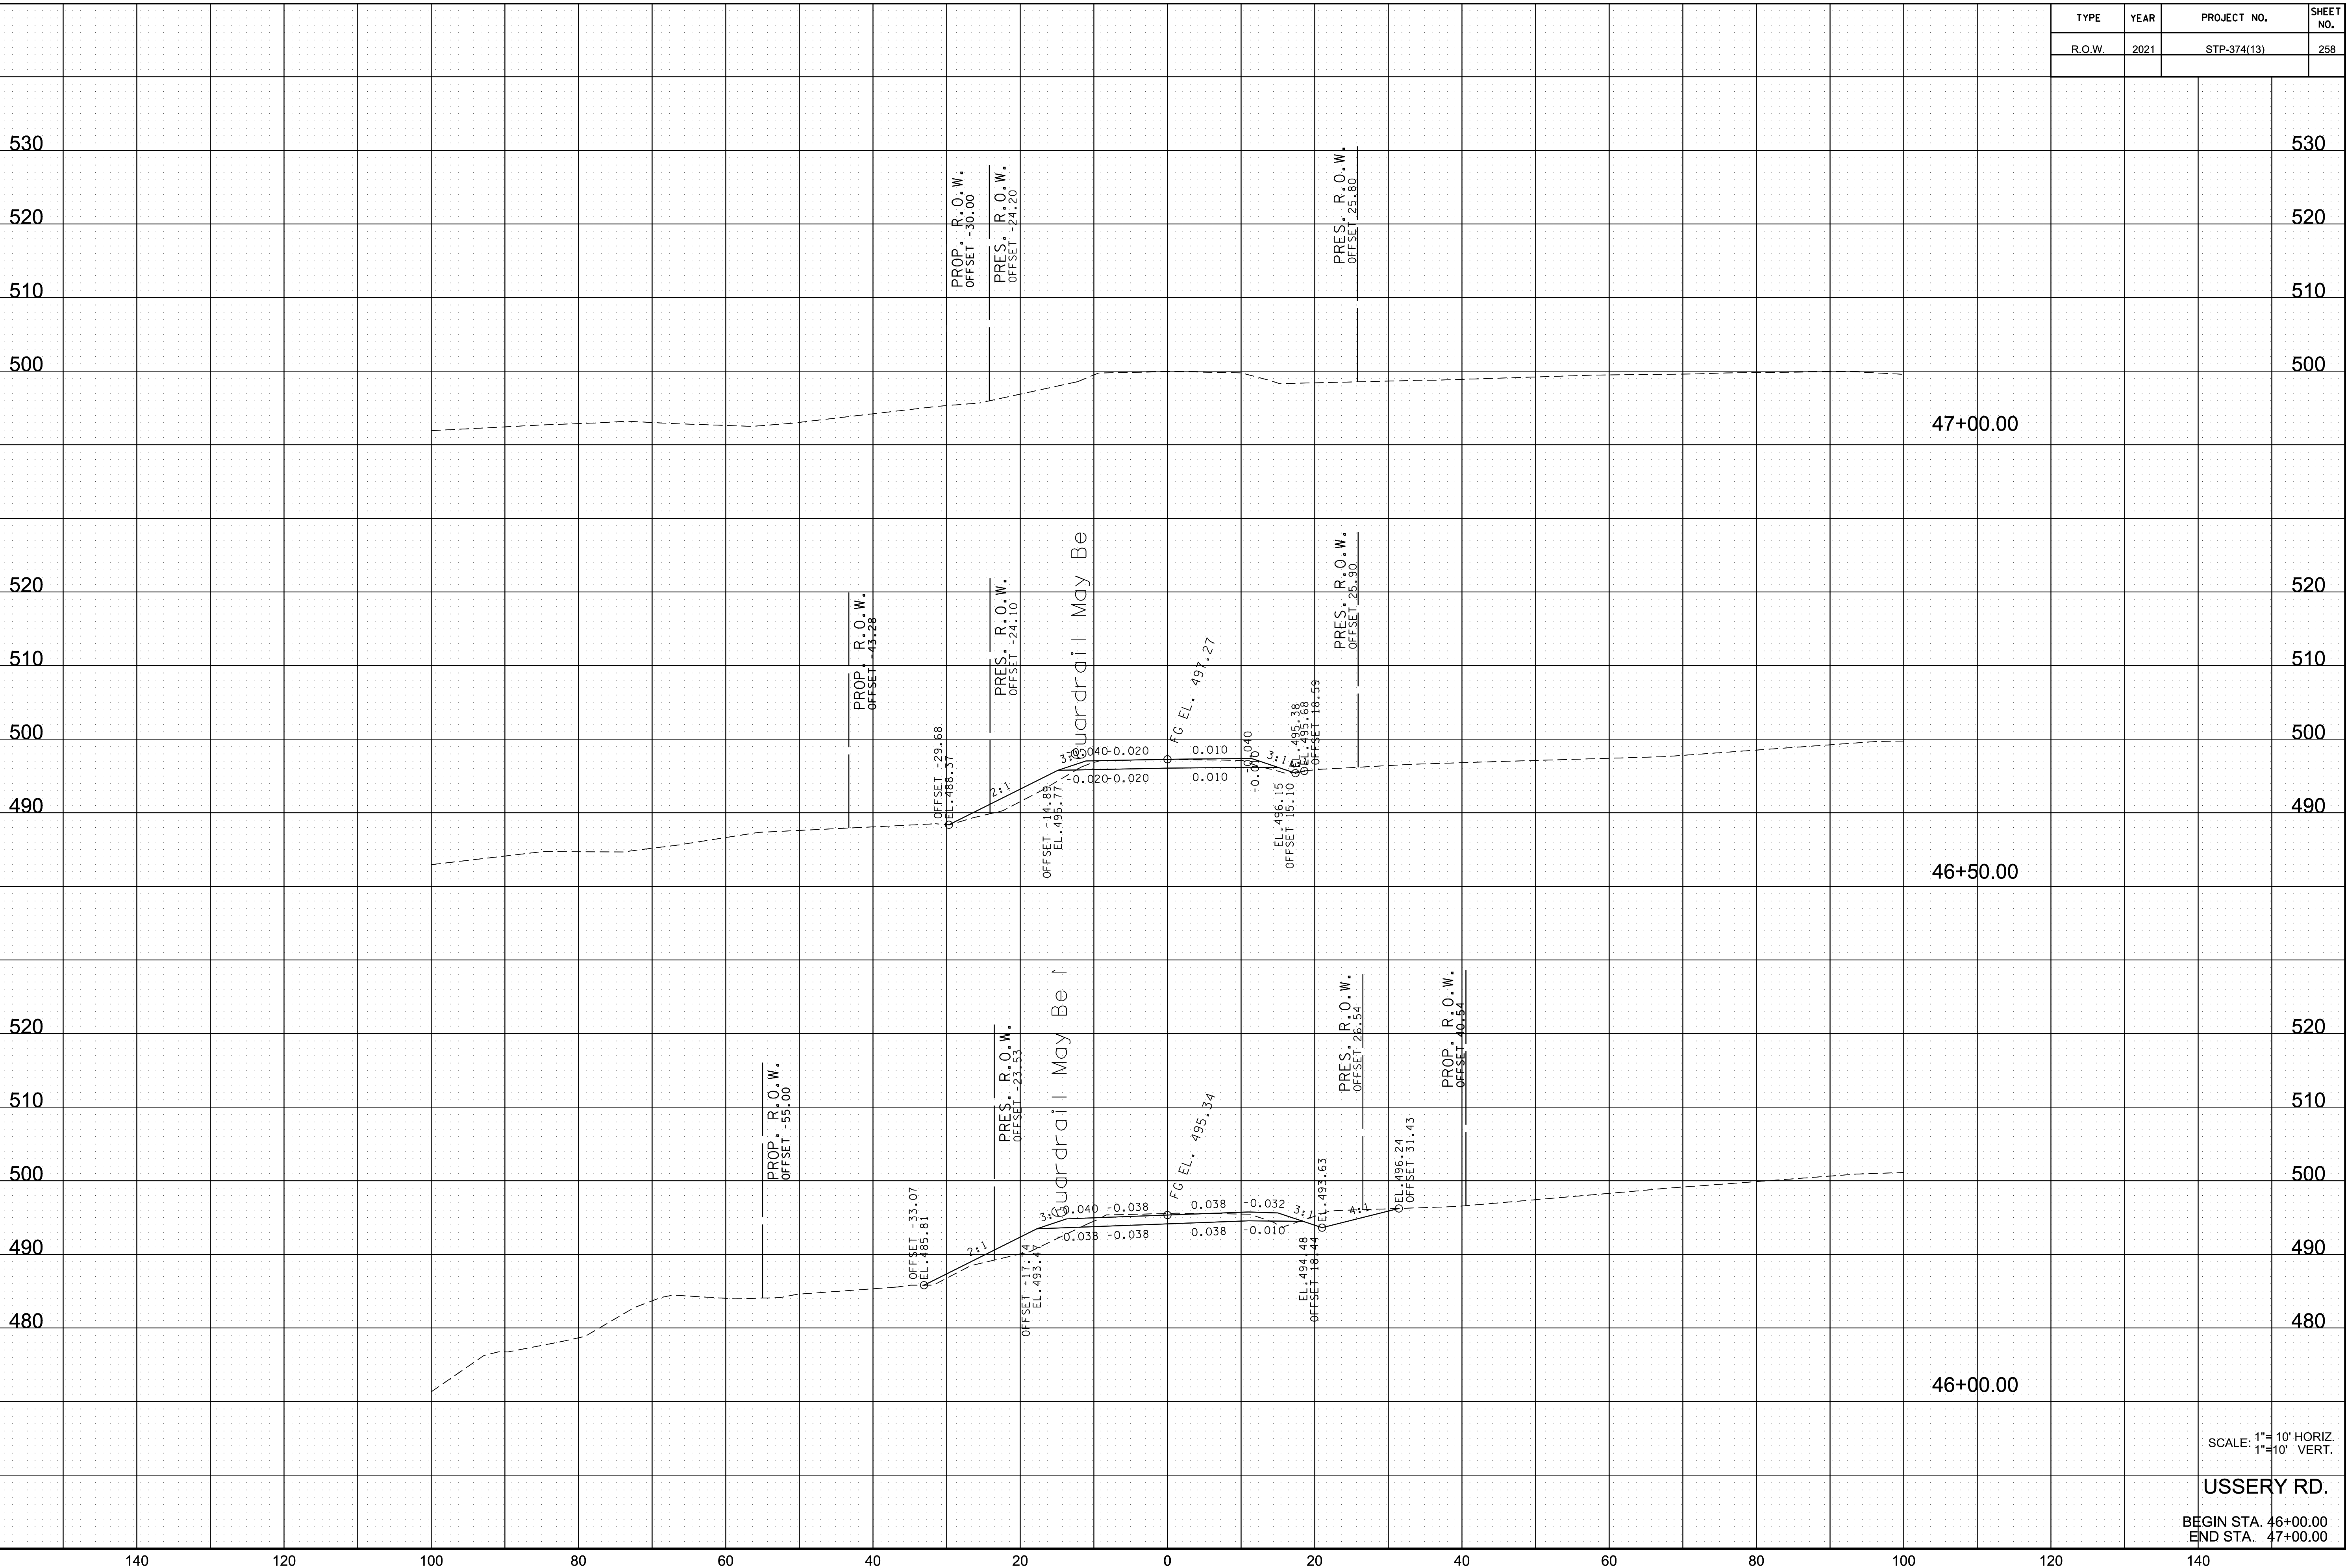 TYPE YEAR PROJECT NO. SHEET NO.
R.O.W. 2021 STP-374(13) 258
530 530
520 520
510 510
500 500
PROP. R.O.W.
OFFSET -30.00
PRES. R.O.W.
OFFSET -24.20
PRES. R.O.W.
OFFSET 25.80
47+00.00
520 520
510 510
500 500
490 490
PROP. R.O.W.
OFFSET -43.28
PRES. R.O.W.
OFFSET -24.10
uardrail May Be
PRES. R.O.W.
OFFSET 25.90
FG EL. 497.27
OFFSET -29.68
EL.488.37
2:1
-0.040 -0.020 0.010 -0.040 3:1
-0.020 -0.020 0.010
OFFSET -14.89
EL.495.77
EL.496.15
OFFSET 15.10
EL.495.38
EL.495.68
OFFSET 18.59
46+50.00
520 520
510 510
500 500
490 490
480 480
PROP. R.O.W.
OFFSET -55.00
PRES. R.O.W.
OFFSET -23.53
uardrail May Be
PRES. R.O.W.
OFFSET 26.54
PROP. R.O.W.
OFFSET 40.54
FG EL. 495.34
OFFSET -33.07
EL.485.81
2:1
-0.040 -0.038 0.038 -0.032 3:1 4:1
-0.038 -0.038 0.038 -0.010
OFFSET -17.74
EL.493.47
EL.494.48
OFFSET 18.44
EL.493.63
EL.496.24
OFFSET 31.43
46+00.00
SCALE: 1"= 10' HORIZ.
1"=10' VERT.
USSERY RD.
BEGIN STA. 46+00.00
END STA. 47+00.00
140 120 100 80 60 40 20 0 20 40 60 80 100 120 140